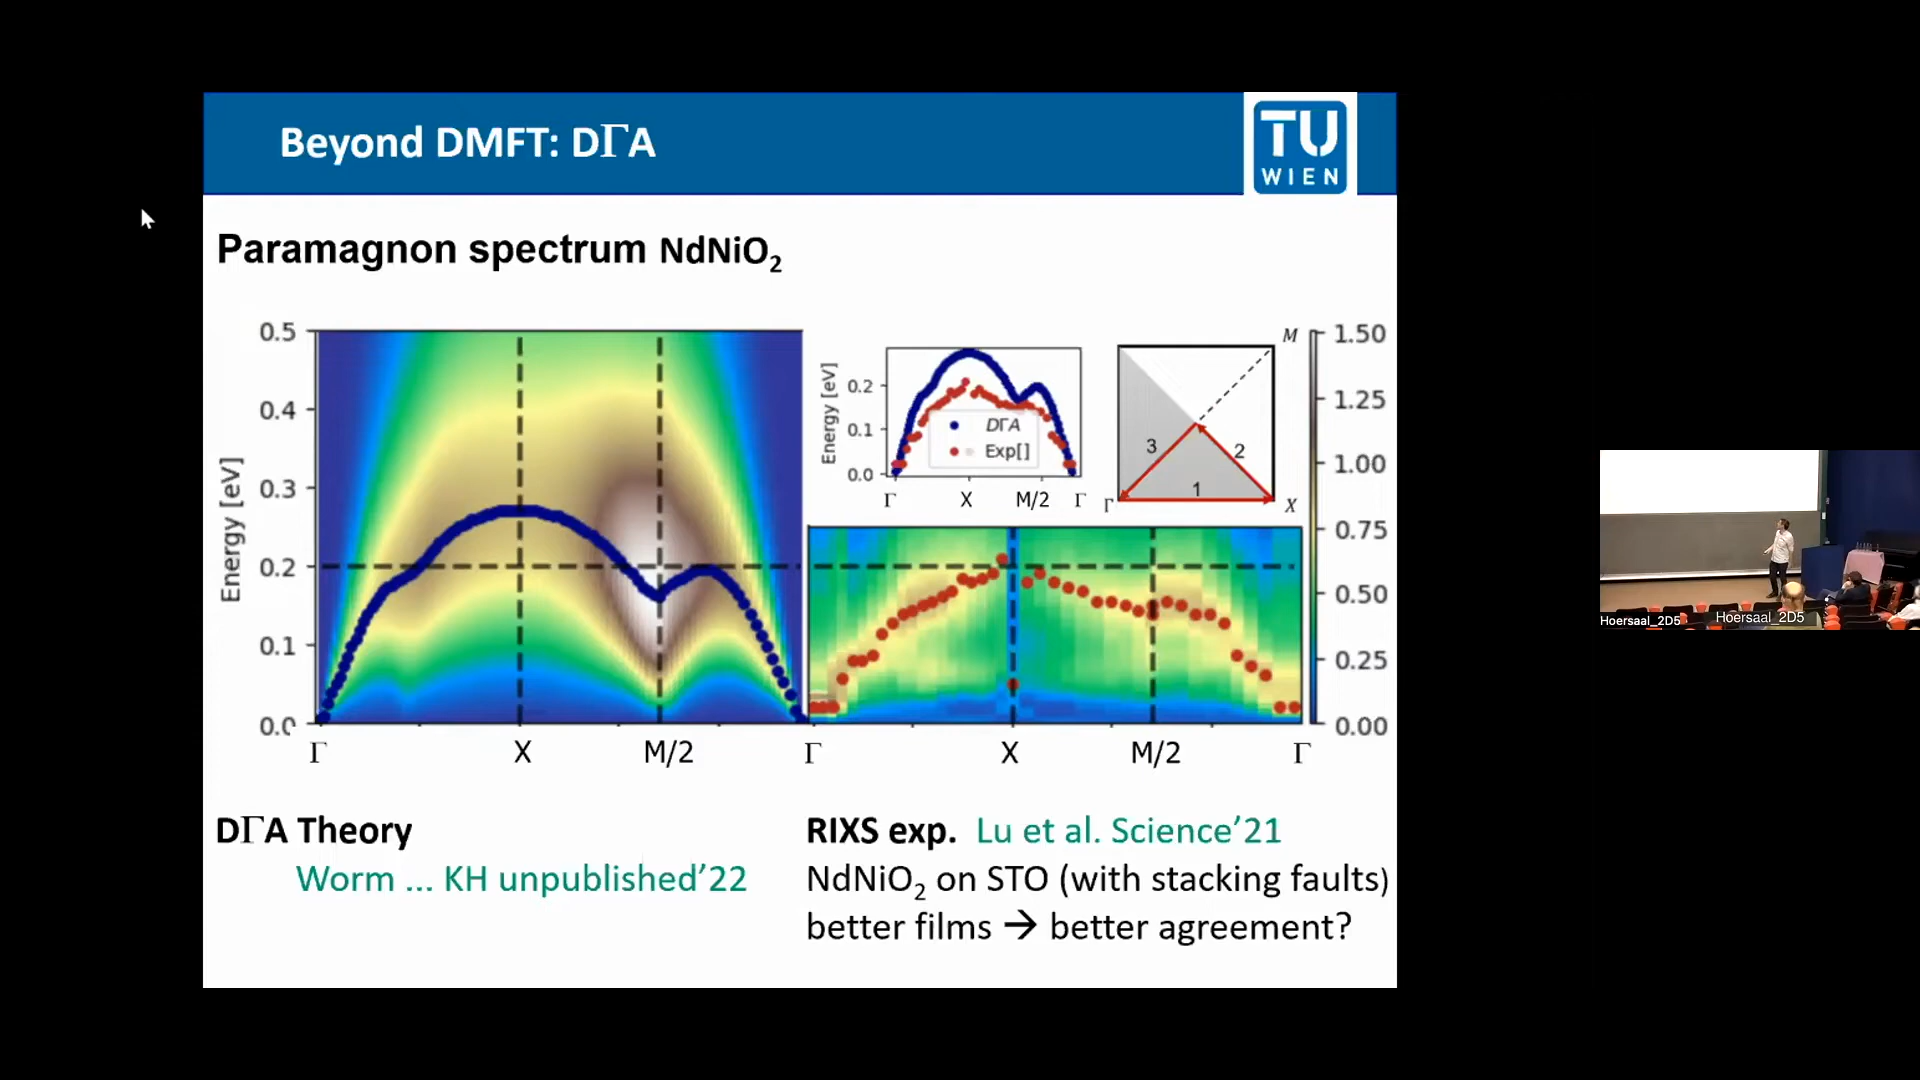 Beyond DMFT: DΓA
TU
WIEN
Paramagnon spectrum NdNiO₂
Energy [eV]
0.5
0.4
0.3
0.2
0.1
0.0
Γ X M/2 Γ X M/2 Γ
Energy [eV]
0.2
0.1
0.0
DΓA
Exp[]
Γ X M/2 Γ
M
3 2
1
Γ X
1.50
1.25
1.00
0.75
0.50
0.25
0.00
DΓA Theory
Worm ... KH unpublished’22
RIXS exp. Lu et al. Science’21
NdNiO₂ on STO (with stacking faults)
better films → better agreement?
Hoersaal_2D5
Hoersaal_2D5